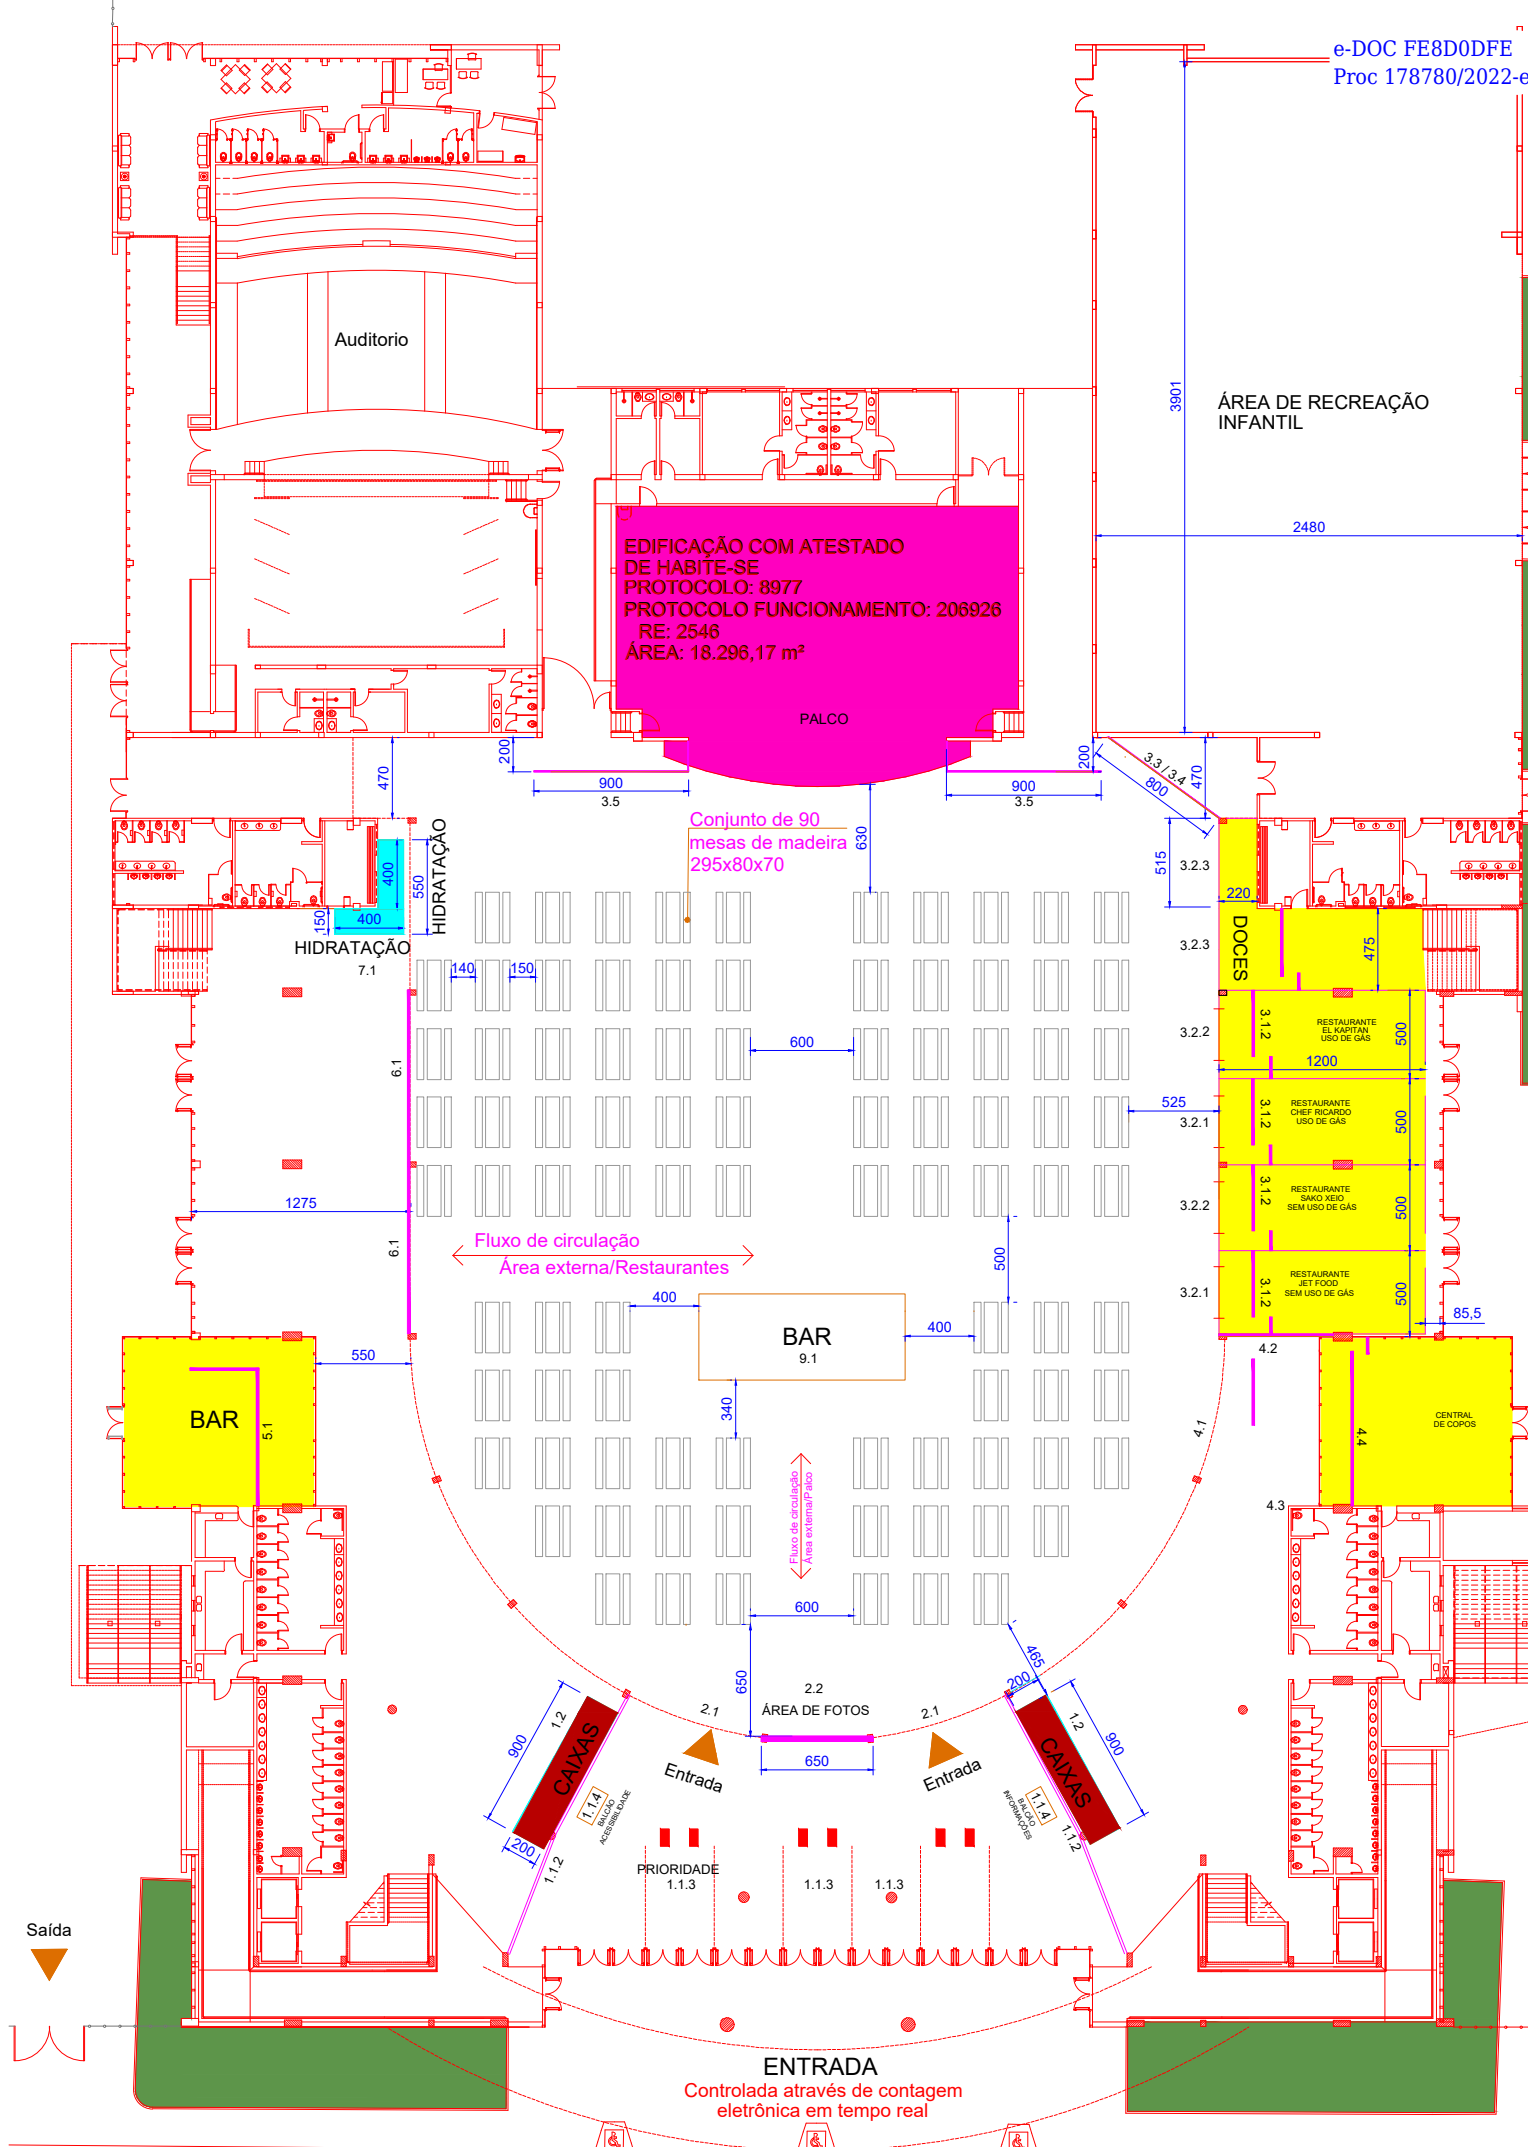 e-DOC FE8D0DFE
Proc 178780/2022-e
Auditorio
3901
ÁREA DE RECREAÇÃO
INFANTIL
2480
EDIFICAÇÃO COM ATESTADO
DE HABITE-SE
PROTOCOLO: 8977
PROTOCOLO FUNCIONAMENTO: 206926
RE: 2546
ÁREA: 18.296,17 m²
PALCO
470
200
900
3.5
200
900
3.5
3.3 / 3.4
800
470
Conjunto de 90
mesas de madeira
295x80x70
630
HIDRATAÇÃO
400
550
150
400
HIDRATAÇÃO
7.1
515
3.2.3
220
3.2.3
DOCES
475
140
150
600
6.1
3.2.2
3.1.2
RESTAURANTE
EL KAPITAN
USO DE GÁS
500
1200
525
3.2.1
3.1.2
RESTAURANTE
CHEF RICARDO
USO DE GÁS
500
1275
3.2.2
3.1.2
RESTAURANTE
SAKO XEIO
SEM USO DE GÁS
500
6.1
Fluxo de circulação
Área externa/Restaurantes
500
3.2.1
3.1.2
RESTAURANTE
JET FOOD
SEM USO DE GÁS
500
85,5
400
BAR
9.1
400
550
340
4.2
BAR
5.1
4.1
4.4
CENTRAL
DE COPOS
4.3
Fluxo de circulação
Área externa/Palco
600
650
465
200
2.2
ÁREA DE FOTOS
2.1
2.1
650
Entrada
Entrada
900
1.2
CAIXAS
200
1.1.4
BALCÃO
ACESSIBILIDADE
1.1.2
1.2
CAIXAS
900
1.1.4
BALCÃO
INFORMAÇÕES
1.1.2
PRIORIDADE
1.1.3
1.1.3
1.1.3
Saída
ENTRADA
Controlada através de contagem
eletrônica em tempo real